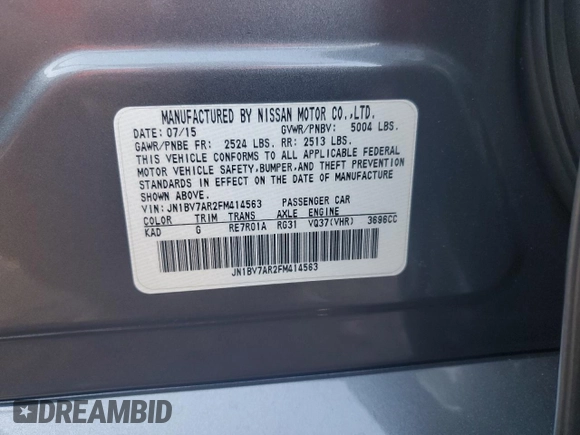 MANUFACTURED BY NISSAN MOTOR CO.,LTD.
DATE: 07/15 GVWR/PNBV: 5004 LBS.
GAWR/PNBE FR: 2524 LBS. RR: 2513 LBS.
THIS VEHICLE CONFORMS TO ALL APPLICABLE FEDERAL
MOTOR VEHICLE SAFETY, BUMPER, AND THEFT PREVENTION
STANDARDS IN EFFECT ON THE DATE OF MANUFACTURE
SHOWN ABOVE.
VIN: JN1BV7AR2FM414563 PASSENGER CAR
COLOR TRIM TRANS AXLE ENGINE
KAD G RE7R01A RG31 VQ37(VHR) 3696CC
JN1BV7AR2FM414563
DREAMBID